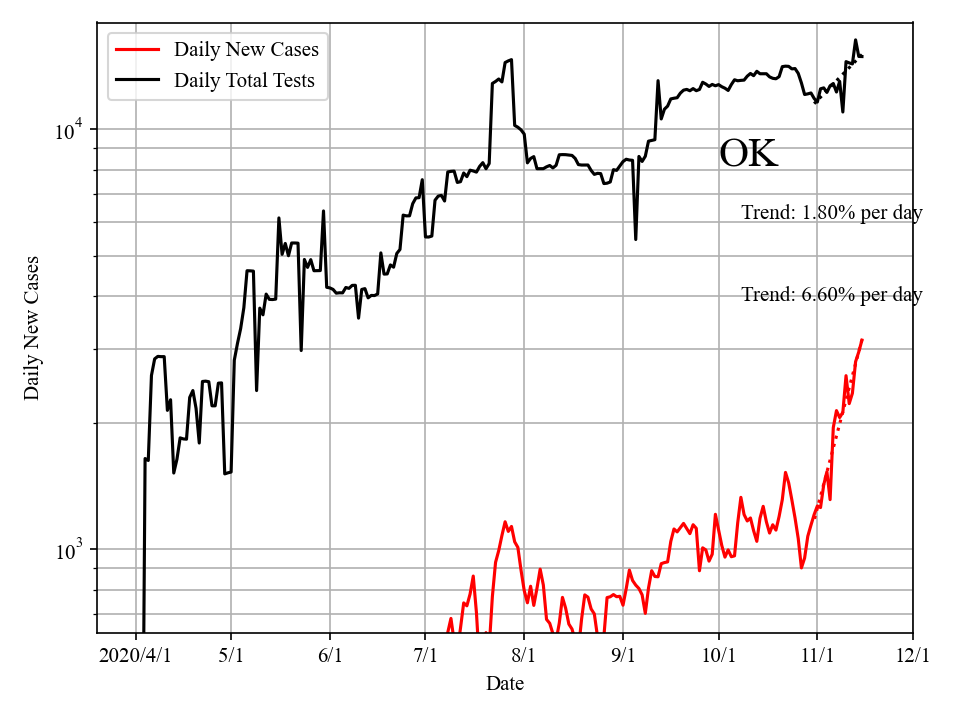 Daily New Cases
Daily Total Tests
10^4
OK
Trend: 1.80% per day
Trend: 6.60% per day
Daily New Cases
10^3
2020/4/1 5/1 6/1 7/1 8/1 9/1 10/1 11/1 12/1
Date